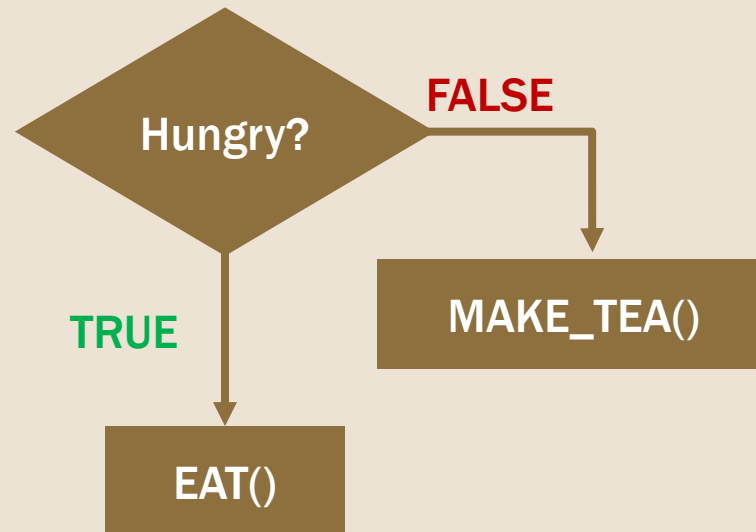 Hungry?
FALSE
TRUE
MAKE_TEA()
EAT()